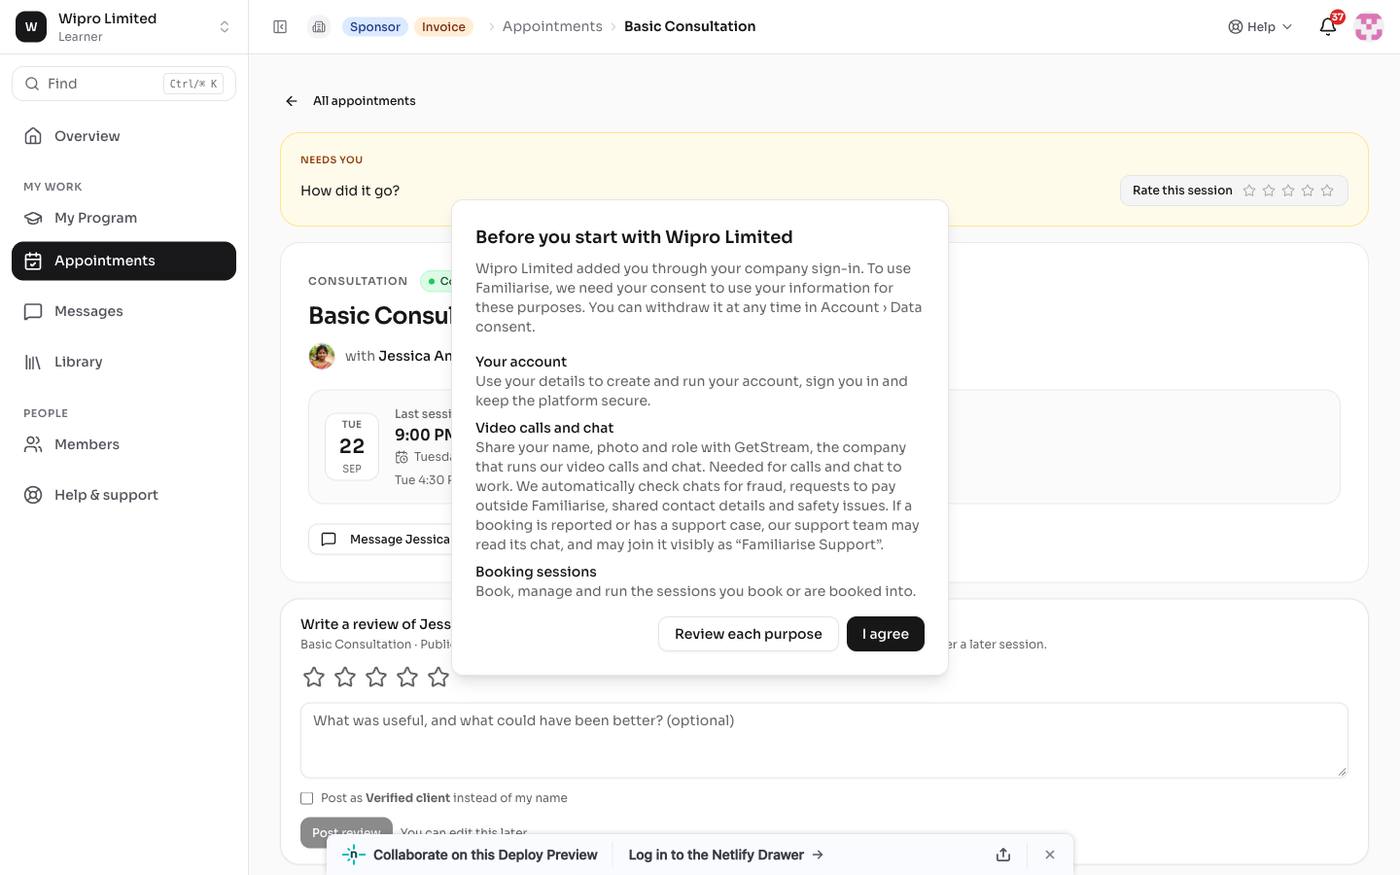 W
Wipro Limited
Learner
Sponsor
Invoice
Appointments
Basic Consultation
Help
37
Find
Ctrl/⌘ K
Overview
MY WORK
My Program
Appointments
Messages
Library
PEOPLE
Members
Help & support
All appointments
NEEDS YOU
How did it go?
Rate this session
CONSULTATION
Basic
with Jessica
TUE
22
SEP
Last
9:00
Tue 4:30
Message Jessica
Before you start with Wipro Limited
Wipro Limited added you through your company sign-in. To use
Familiarise, we need your consent to use your information for
these purposes. You can withdraw it at any time in Account › Data
consent.
Your account
Use your details to create and run your account, sign you in and
keep the platform secure.
Video calls and chat
Share your name, photo and role with GetStream, the company
that runs our video calls and chat. Needed for calls and chat to
work. We automatically check chats for fraud, requests to pay
outside Familiarise, shared contact details and safety issues. If a
booking is reported or has a support case, our support team may
read its chat, and may join it visibly as “Familiarise Support”.
Booking sessions
Book, manage and run the sessions you book or are booked into.
Review each purpose
I agree
Write a review of
Basic Consultation ·
a later session.
What was useful, and what could have been better? (optional)
Post as Verified client instead of my name
Post review
You can edit this later
Collaborate on this Deploy Preview
Log in to the Netlify Drawer →